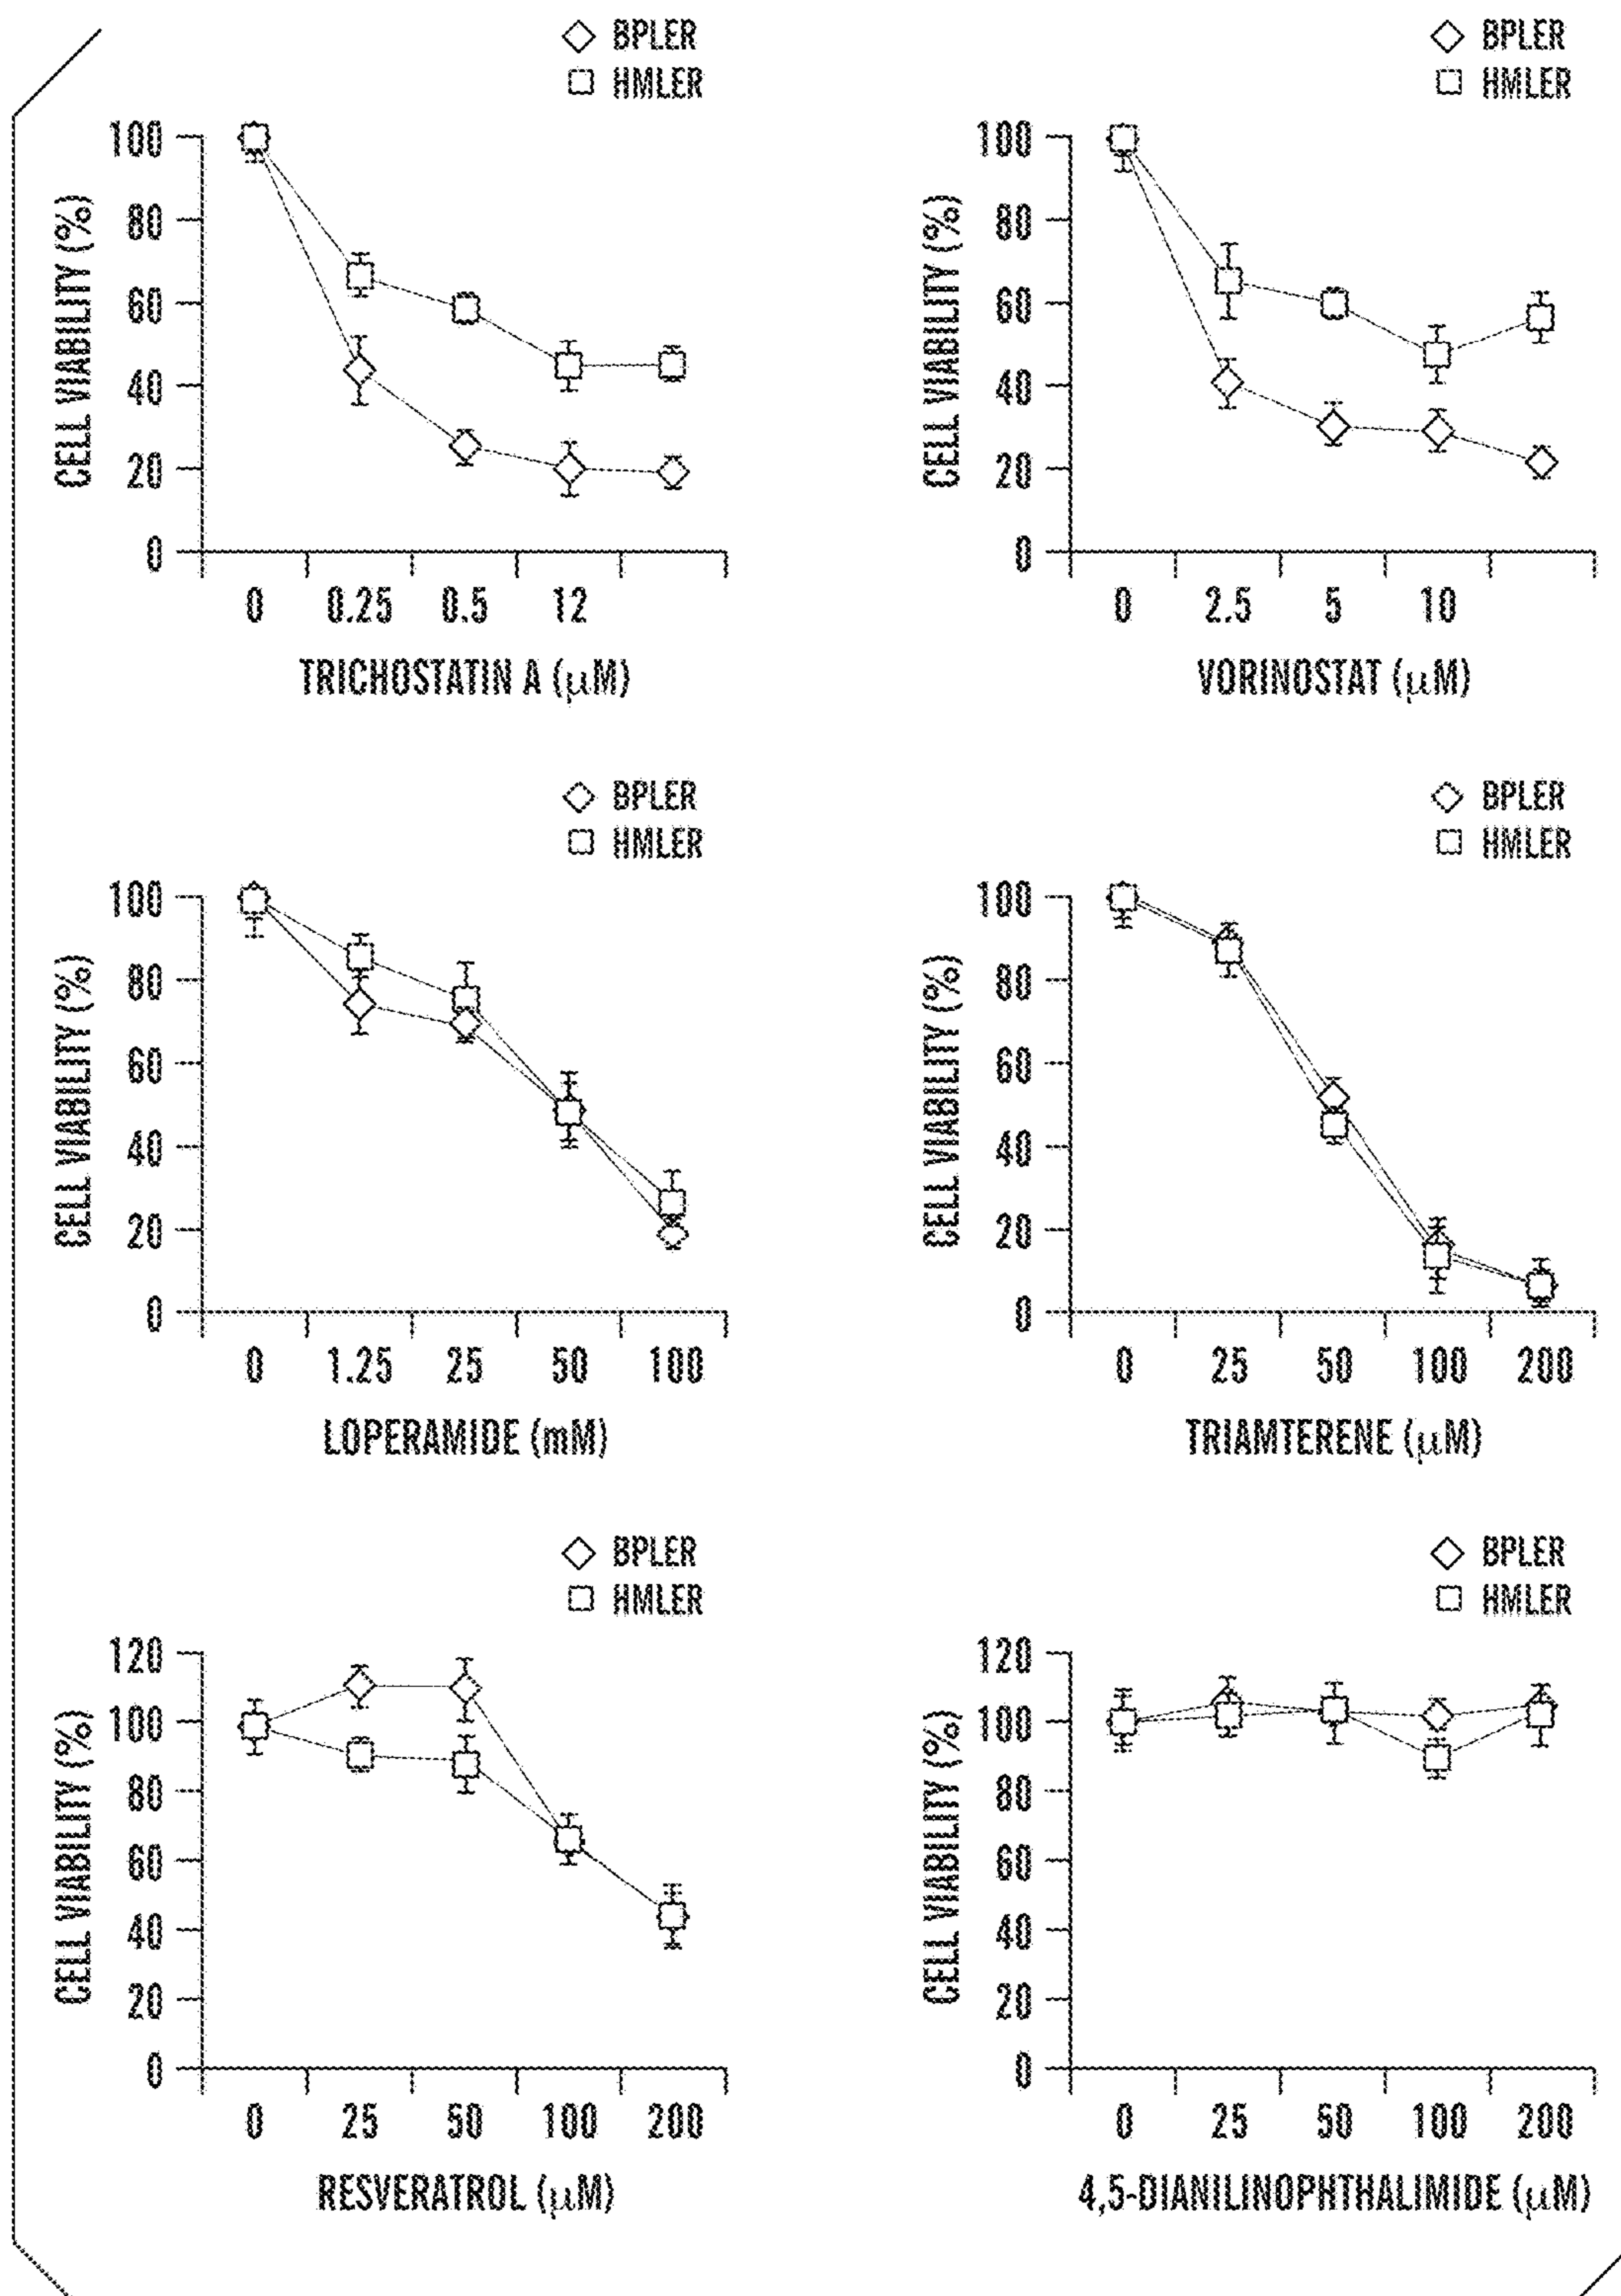 BPLER
HMLER
CELL VIABILITY (%)
100
80
60
40
20
0
0 0.25 0.5 12
TRICHOSTATIN A (μM)
BPLER
HMLER
CELL VIABILITY (%)
100
80
60
40
20
0
0 2.5 5 10
VORINOSTAT (μM)
BPLER
HMLER
CELL VIABILITY (%)
100
80
60
40
20
0
0 1.25 25 50 100
LOPERAMIDE (mM)
BPLER
HMLER
CELL VIABILITY (%)
100
80
60
40
20
0
0 25 50 100 200
TRIAMTERENE (μM)
BPLER
HMLER
CELL VIABILITY (%)
120
100
80
60
40
20
0
0 25 50 100 200
RESVERATROL (μM)
BPLER
HMLER
CELL VIABILITY (%)
120
100
80
60
40
20
0
0 25 50 100 200
4,5-DIANILINOPHTHALIMIDE (μM)